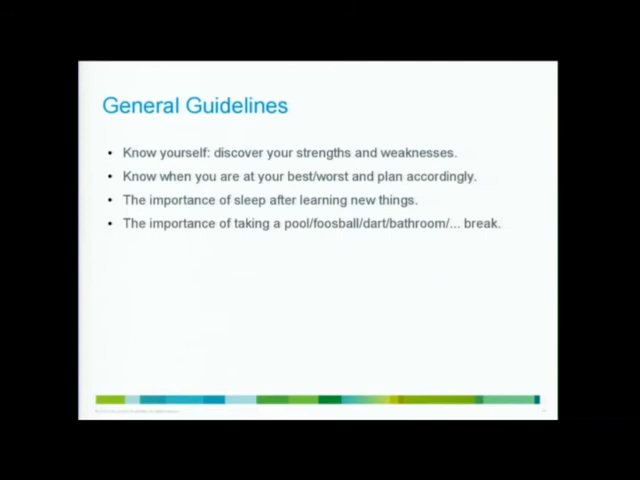 General Guidelines
• Know yourself: discover your strengths and weaknesses.
• Know when you are at your best/worst and plan accordingly.
• The importance of sleep after learning new things.
• The importance of taking a pool/foosball/dart/bathroom/... break.